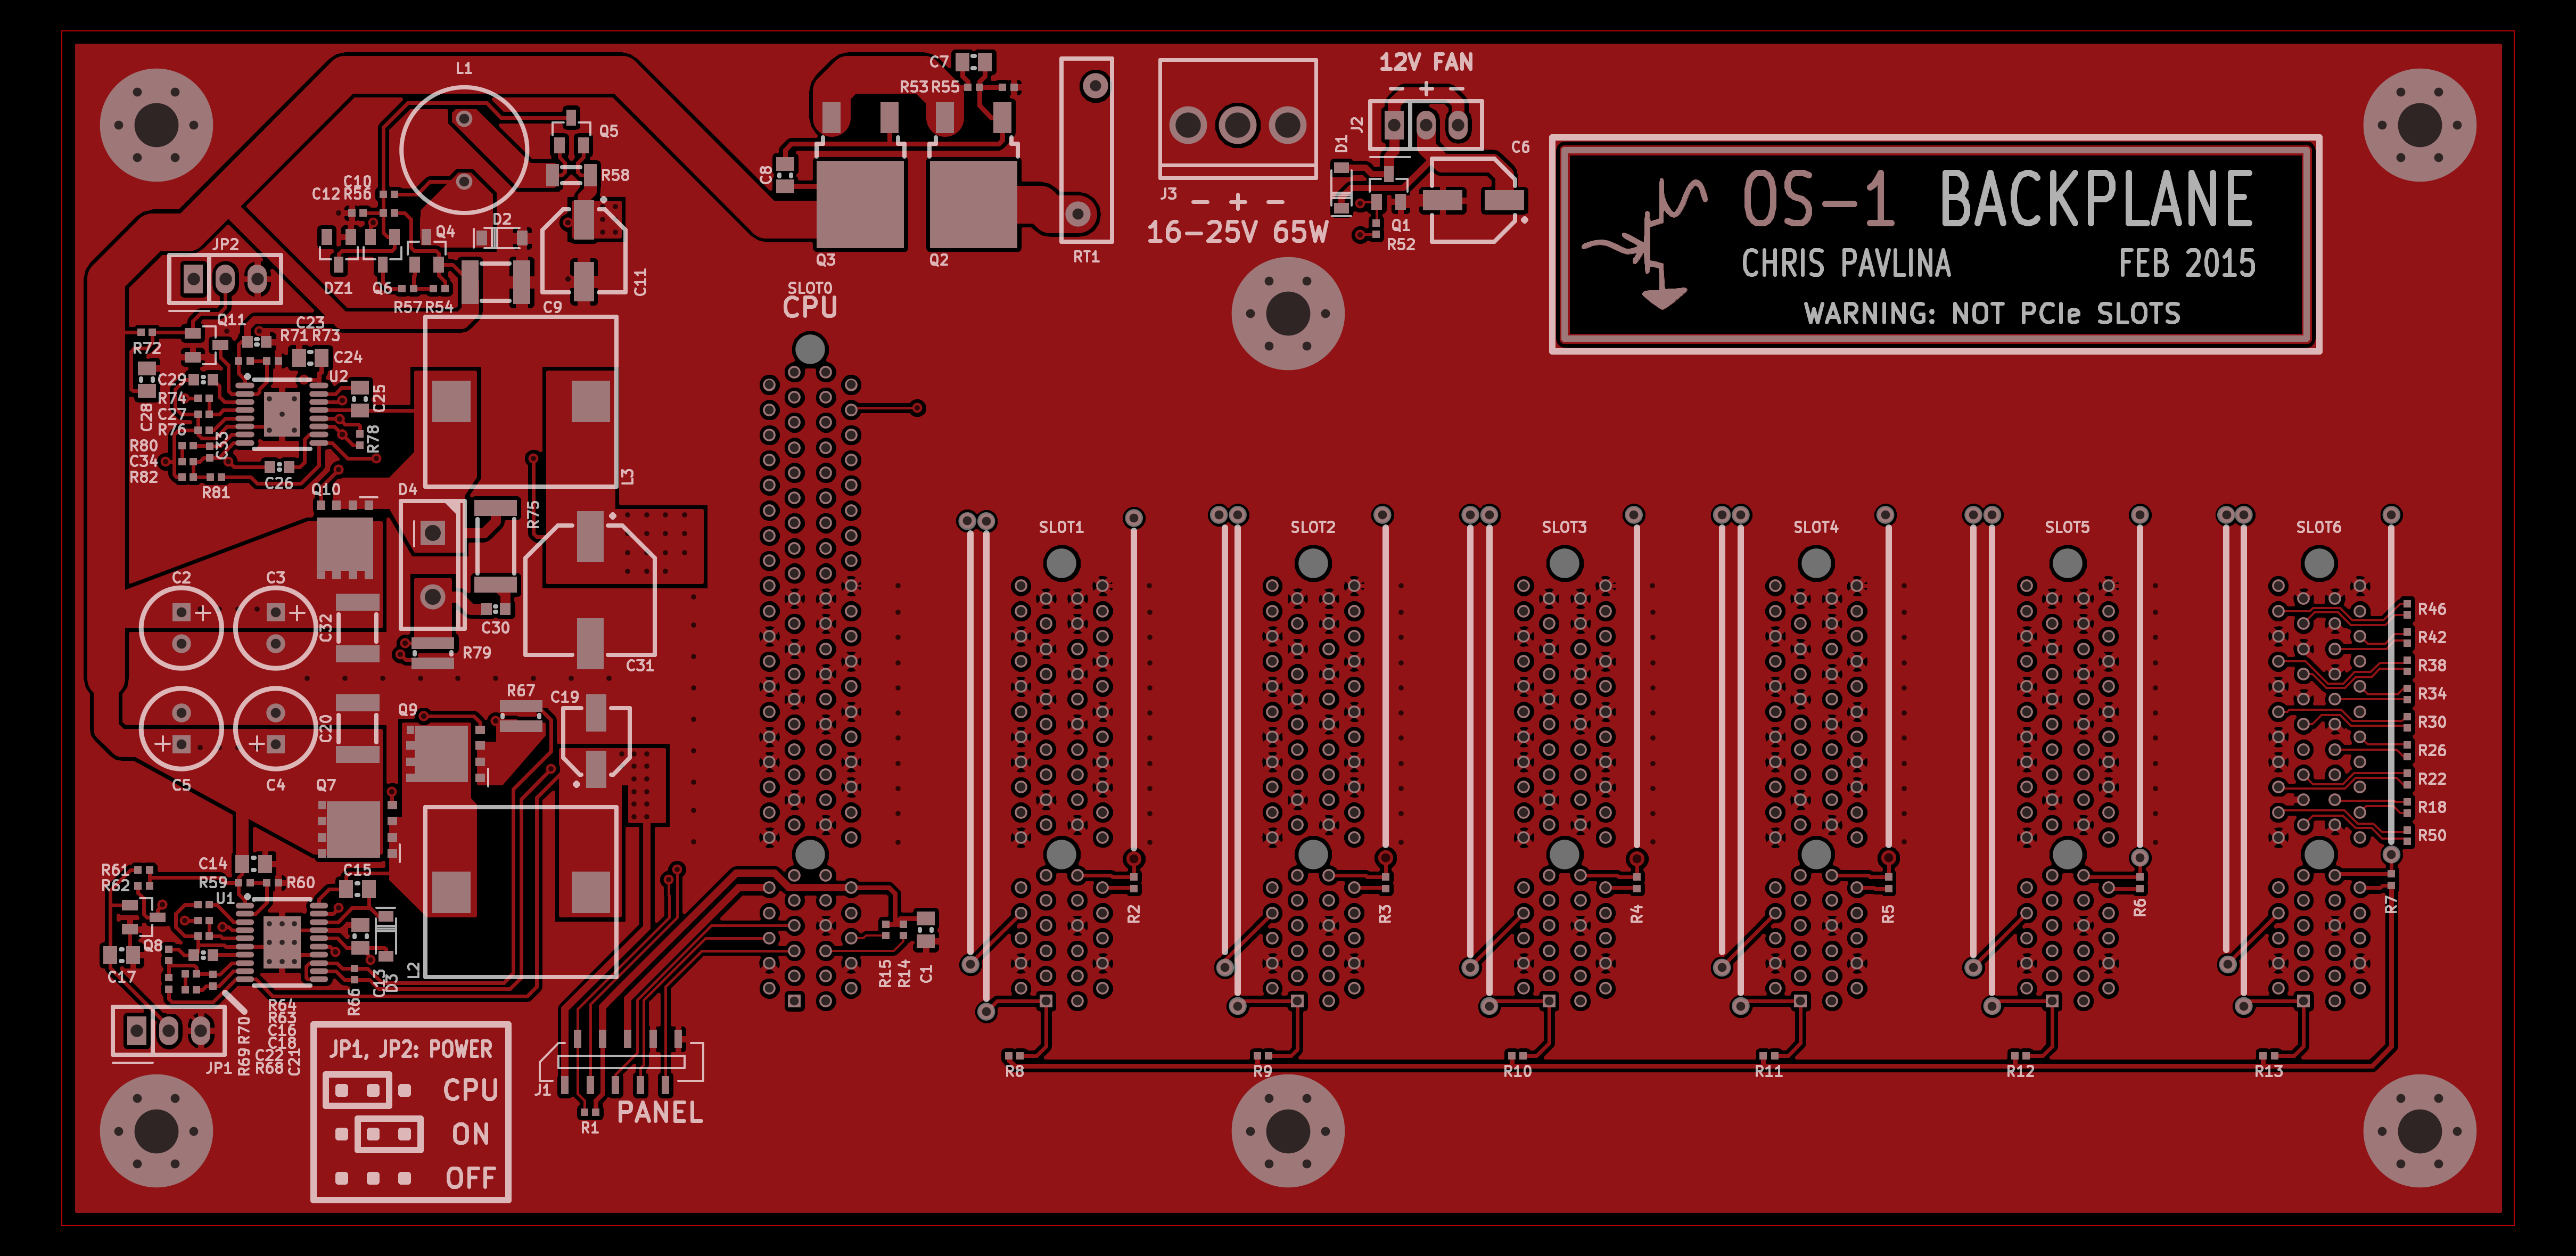 12V FAN
- + -
C7
R53 R55
L1
Q5
J2
D1
C6
R58
C8
C10
C12 R56
J3
- + -
16-25V 65W
Q1
R52
OS-1 BACKPLANE
CHRIS PAVLINA FEB 2015
WARNING: NOT PCIe SLOTS
D2
Q4
JP2
Q3
Q2
RT1
DZ1
Q6
C11
R57 R54
C9
SLOT0
CPU
Q11
C23
R71 R73
R72
C24
U2
C29
C25
R74
C28
C27
R76
R78
R80
C33
C34
R82
C26
R81
L3
Q10
D4
R75
SLOT1
SLOT2
SLOT3
SLOT4
SLOT5
SLOT6
C2
C3
+
+
C32
C30
R79
C31
R46
R42
R38
R34
R30
R26
R22
R18
R50
R67
C19
Q9
C20
+
+
C5
C4
Q7
C14
C15
R61
R62
R59
R60
U1
Q8
C17
R66
C13
D3
L2
R15
R14
C1
R2
R3
R4
R5
R6
R7
R64
R63
C16
C18
C22
R68
R70
R69
C21
JP1
JP1, JP2: POWER
CPU
ON
OFF
J1
PANEL
R1
R8
R9
R10
R11
R12
R13